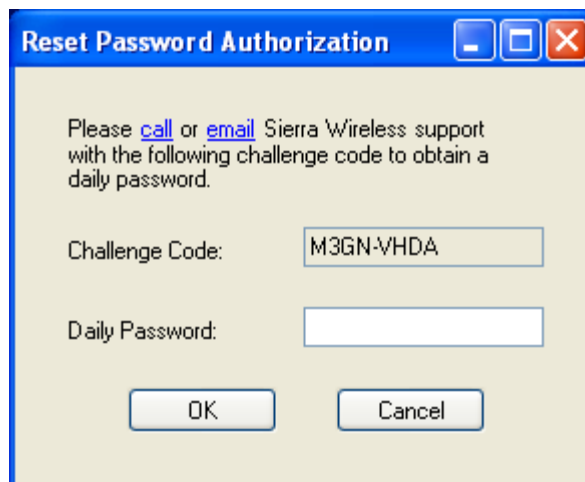 Reset Password Authorization
Please call or email Sierra Wireless support
with the following challenge code to obtain a
daily password.
Challenge Code:
M3GN-VHDA
Daily Password:
OK
Cancel